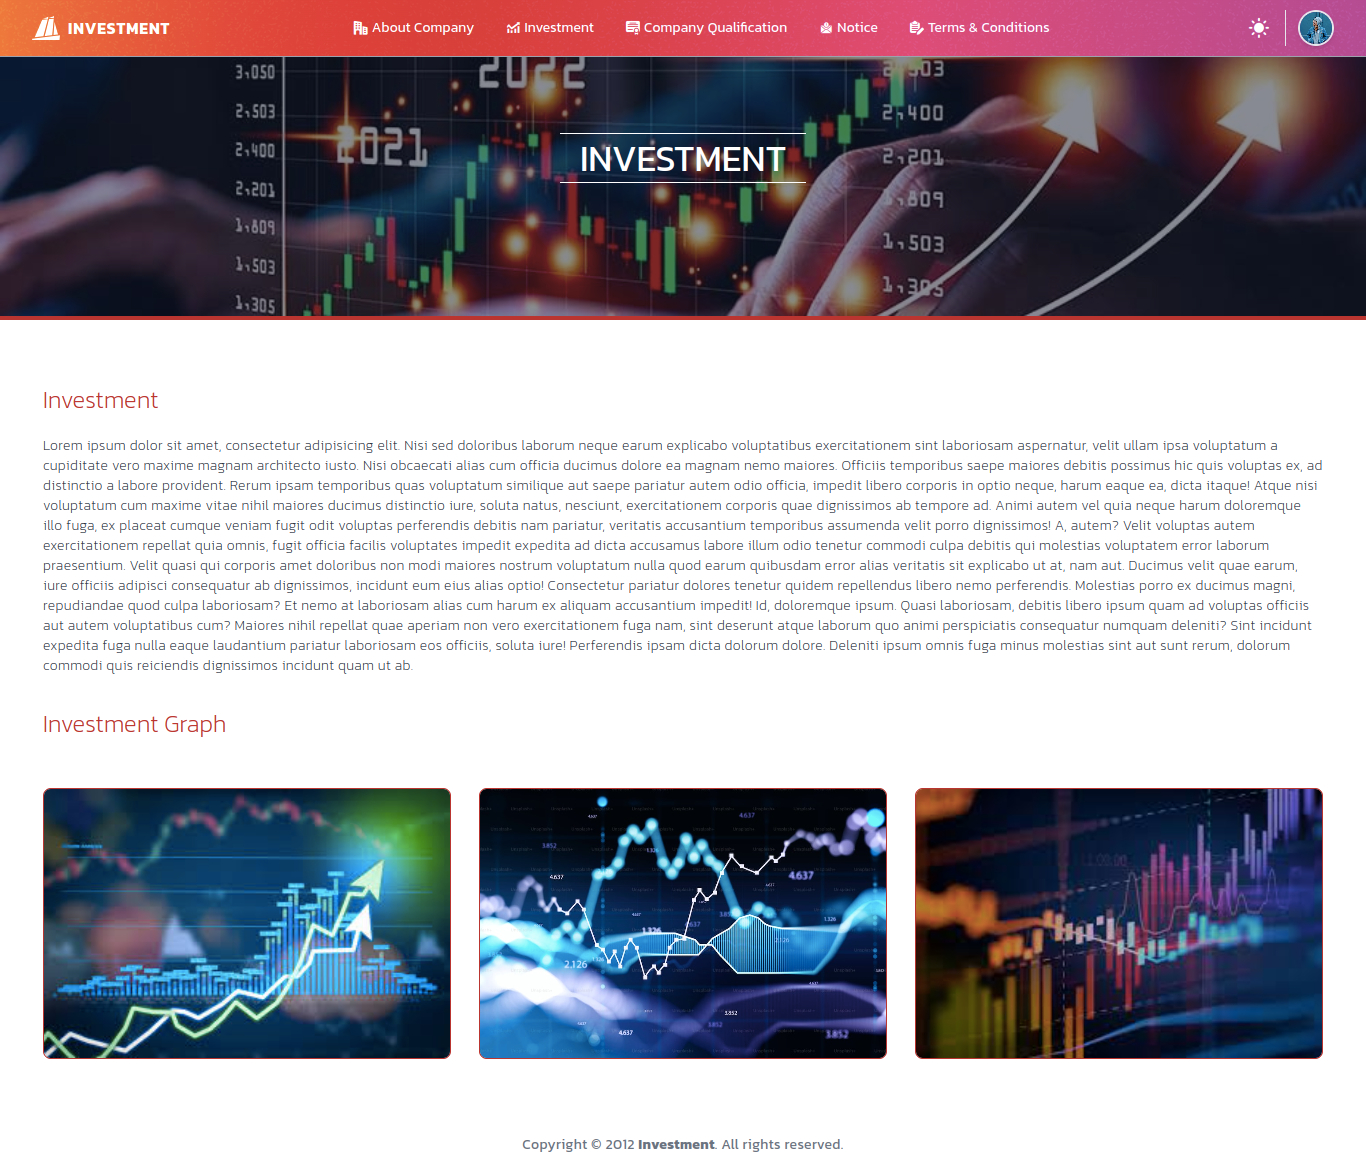 INVESTMENT
About Company
Investment
Company Qualification
Notice
Terms & Conditions
3,050
2,503
2,400
2,201
1,809
1,503
1,305
2021
2022
2,400
2,201
1,503
1,305
INVESTMENT
Investment
Lorem ipsum dolor sit amet, consectetur adipisicing elit. Nisi sed doloribus laborum neque earum explicabo voluptatibus exercitationem sint laboriosam aspernatur, velit ullam ipsa voluptatum a
cupiditate vero maxime magnam architecto iusto. Nisi obcaecati alias cum officia ducimus dolore ea magnam nemo maiores. Officiis temporibus saepe maiores debitis possimus hic quis voluptas ex, ad
distinctio a labore provident. Rerum ipsam temporibus quas voluptatum similique aut saepe pariatur autem odio officia, impedit libero corporis in optio neque, harum eaque ea, dicta itaque! Atque nisi
voluptatum cum maxime vitae nihil maiores ducimus distinctio iure, soluta natus, nesciunt, exercitationem corporis quae dignissimos ab tempore ad. Animi autem vel quia neque harum doloremque
illo fuga, ex placeat cumque veniam fugit odit voluptas perferendis debitis nam pariatur, veritatis accusantium temporibus assumenda velit porro dignissimos! A, autem? Velit voluptas autem
exercitationem repellat quia omnis, fugit officia facilis voluptates impedit expedita ad dicta accusamus labore illum odio tenetur commodi culpa debitis qui molestias voluptatem error laborum
praesentium. Velit quasi qui corporis amet doloribus non modi maiores nostrum voluptatum nulla quod earum quibusdam error alias veritatis sit explicabo ut at, nam aut. Ducimus velit quae earum,
iure officiis adipisci consequatur ab dignissimos, incidunt eum eius alias optio! Consectetur pariatur dolores tenetur quidem repellendus libero nemo perferendis. Molestias porro ex ducimus magni,
repudiandae quod culpa laboriosam? Et nemo at laboriosam alias cum harum ex aliquam accusantium impedit! Id, doloremque ipsum. Quasi laboriosam, debitis libero ipsum quam ad voluptas officiis
aut autem voluptatibus cum? Maiores nihil repellat quae aperiam non vero exercitationem fuga nam, sint deserunt atque laborum quo animi perspiciatis consequatur numquam deleniti? Sint incidunt
expedita fuga nulla eaque laudantium pariatur laboriosam eos officiis, soluta iure! Perferendis ipsam dicta dolorum dolore. Deleniti ipsum omnis fuga minus molestias sint aut sunt rerum, dolorum
commodi quis reiciendis dignissimos incidunt quam ut ab.
Investment Graph
4.637
3.852
1.326
4.637
4.637
1.326
1.326
2.126
2.126
3.852
3.852
4.637
3.852
Copyright © 2012 Investment. All rights reserved.